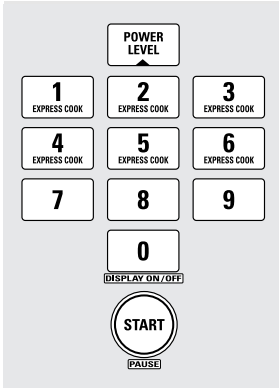 POWER
LEVEL
1 2 3
EXPRESS COOK EXPRESS COOK EXPRESS COOK
4 5 6
EXPRESS COOK EXPRESS COOK EXPRESS COOK
7 8 9
0
DISPLAY ON/OFF
START
PAUSE